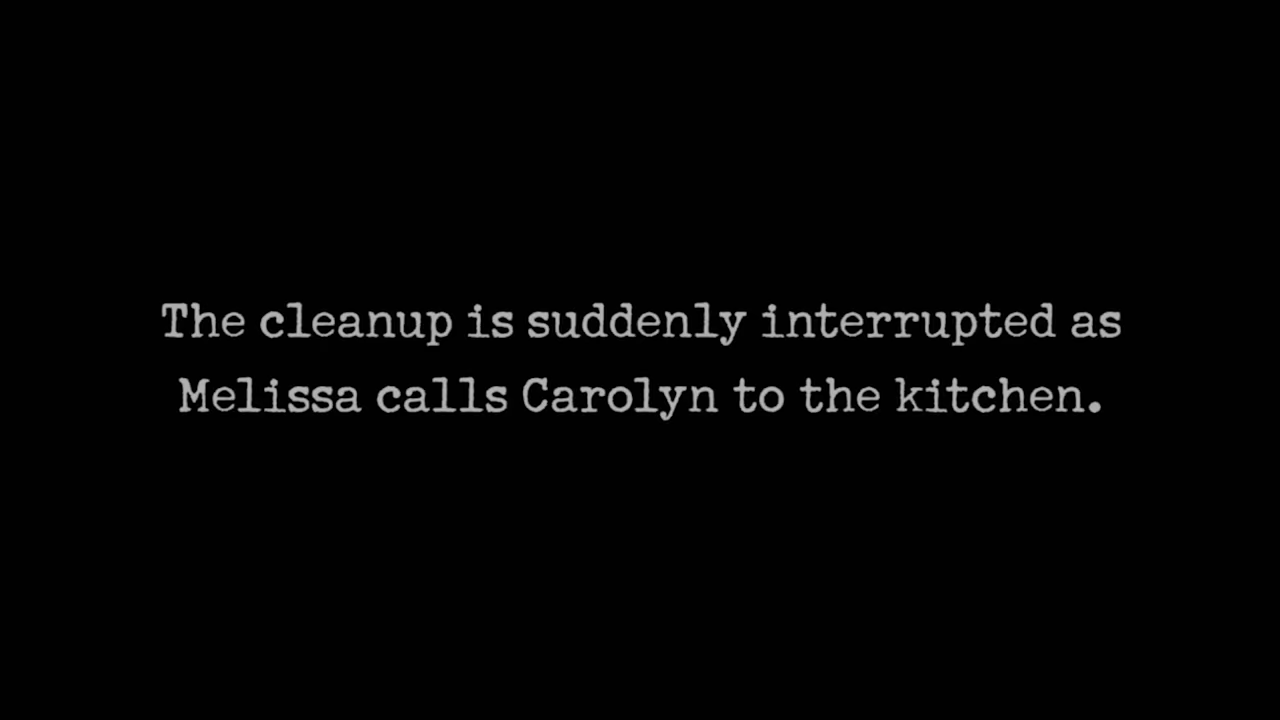 The cleanup is suddenly interrupted as
Melissa calls Carolyn to the kitchen.